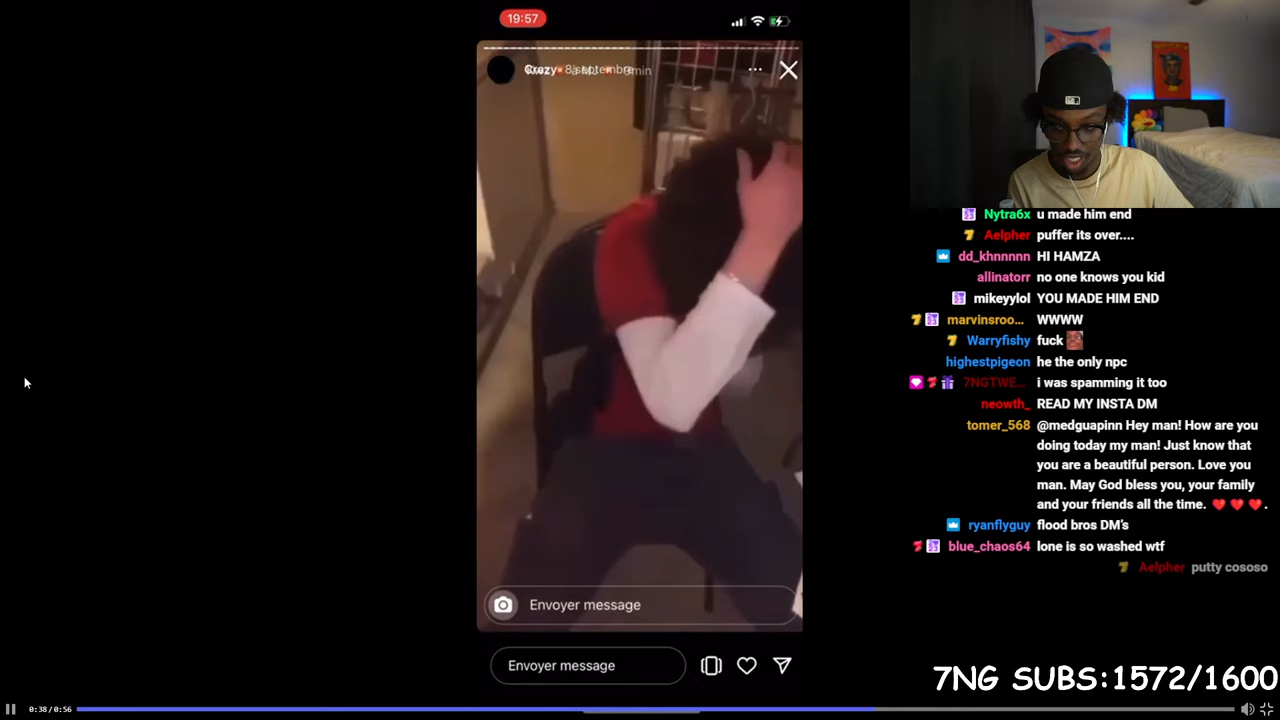 19:57
Envoyer message
Envoyer message
0:38/0:56
Nytra6x u made him end
Aelpher puffer its over....
dd_khnnnnn HI HAMZA
allinatorr no one knows you kid
mikeyylol YOU MADE HIM END
marvinsroo... WWWW
Warryfishy fuck
highestpigeon he the only npc
7NGTWE... i was spamming it too
neowth_ READ MY INSTA DM
tomer_568 @medguapinn Hey man! How are you
doing today my man! Just know that
you are a beautiful person. Love you
man. May God bless you, your family
and your friends all the time. ❤️ ❤️ ❤️.
ryanflyguy flood bros DM's
blue_chaos64 lone is so washed wtf
Aelpher putty cososo
7NG SUBS:1572/1600